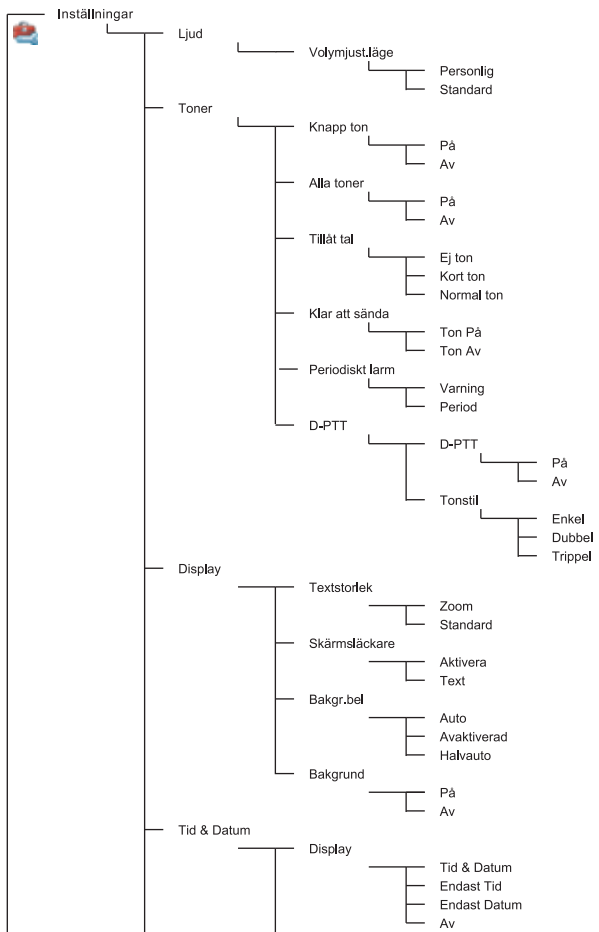 Inställningar
Ljud
Volymjust.läge
Personlig
Standard
Toner
Knapp ton
På
Av
Alla toner
På
Av
Tillåt tal
Ej ton
Kort ton
Normal ton
Klar att sända
Ton På
Ton Av
Periodiskt larm
Varning
Period
D-PTT
D-PTT
På
Av
Tonstil
Enkel
Dubbel
Trippel
Display
Textstorlek
Zoom
Standard
Skärmsläckare
Aktivera
Text
Bakgr.bel
Auto
Avaktiverad
Halvauto
Bakgrund
På
Av
Tid & Datum
Display
Tid & Datum
Endast Tid
Endast Datum
Av